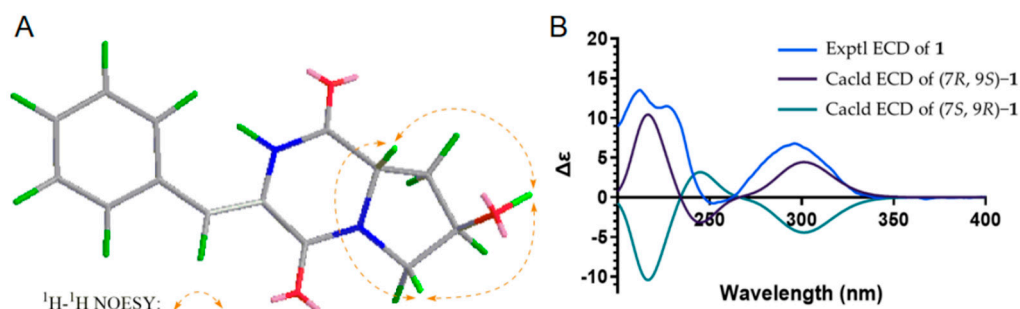 A
¹H-¹H NOESY:
B
Exptl ECD of 1
Cacld ECD of (7R, 9S)–1
Cacld ECD of (7S, 9R)–1
Δε
20
15
10
5
0
-5
-10
250
300
350
400
Wavelength (nm)